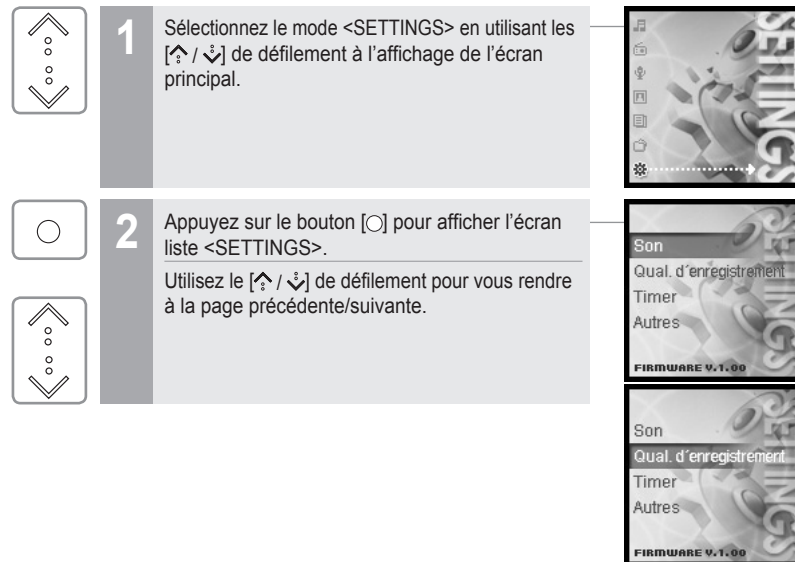 1
Sélectionnez le mode <SETTINGS> en utilisant les
[ / ] de défilement à l’affichage de l’écran
principal.
SETTINGS
2
Appuyez sur le bouton [○] pour afficher l’écran
liste <SETTINGS>.
Utilisez le [ / ] de défilement pour vous rendre
à la page précédente/suivante.
SETTINGS
Son
Qual. d´enregistrement
Timer
Autres
FIRMWARE V.1.00
SETTINGS
Son
Qual. d´enregistrement
Timer
Autres
FIRMWARE V.1.00